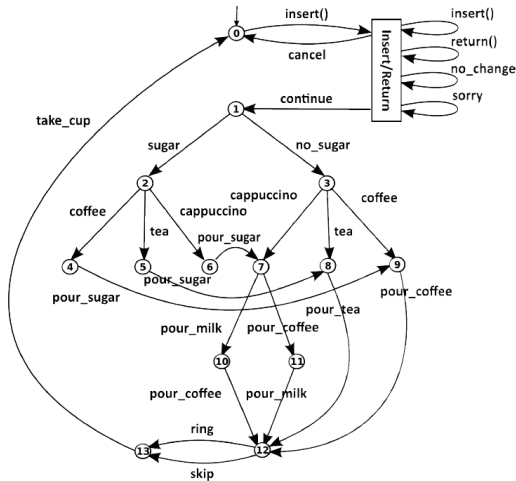 insert()
0
cancel
Insert/Return
insert()
return()
no_change
sorry
continue
1
take_cup
sugar
no_sugar
2
3
coffee
tea
cappuccino
cappuccino
tea
coffee
pour_sugar
4
5
6
7
8
9
pour_sugar
pour_sugar
pour_tea
pour_coffee
pour_milk
pour_coffee
10
11
pour_coffee
pour_milk
ring
13
12
skip